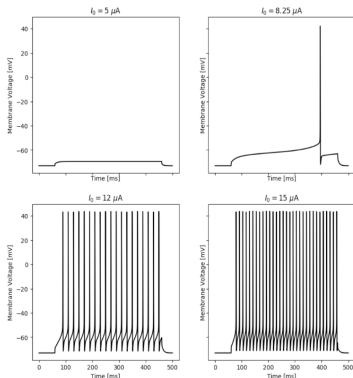 I₀ = 5 μA
I₀ = 8.25 μA
Membrane Voltage [mV]
40
20
0
−20
−40
−60
Time [ms]
Membrane Voltage [mV]
Time [ms]
I₀ = 12 μA
I₀ = 15 μA
Membrane Voltage [mV]
40
20
0
−20
−40
−60
0 100 200 300 400 500
Time [ms]
Membrane Voltage [mV]
0 100 200 300 400 500
Time [ms]